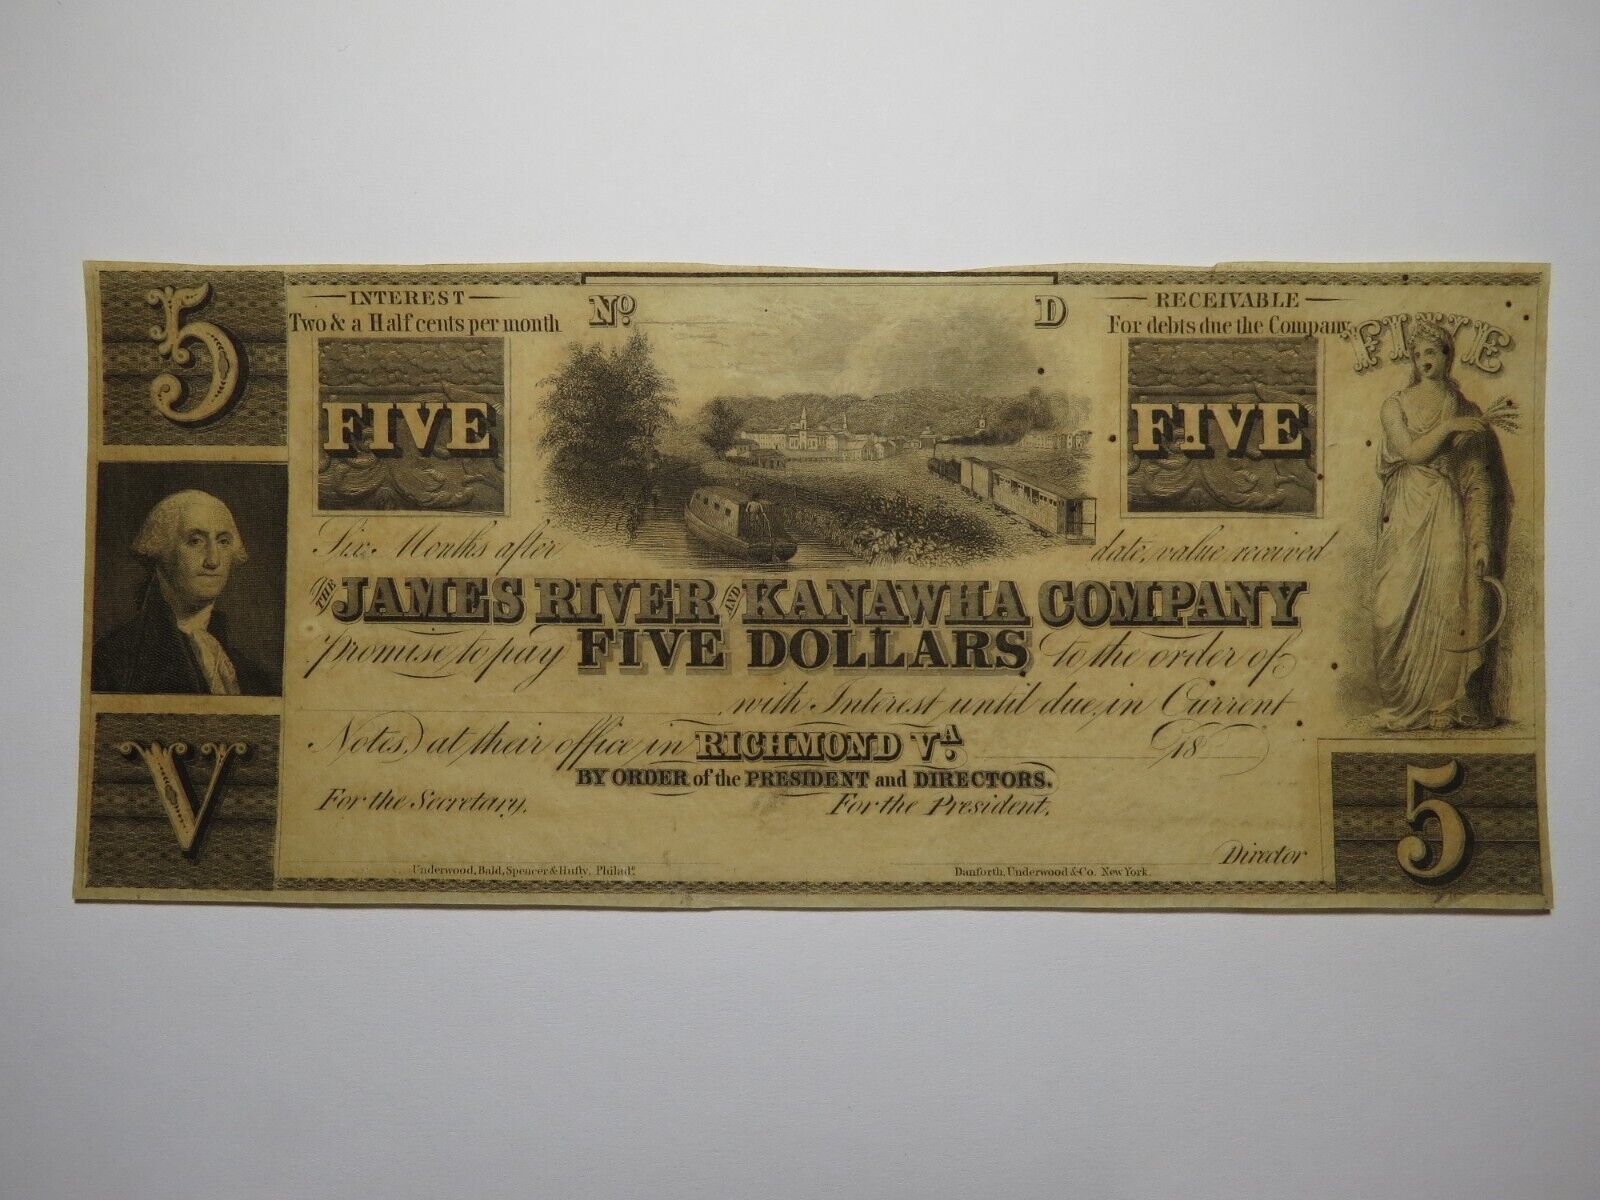 5
INTEREST
Two & a Half cents per month
No.
D
RECEIVABLE
For debts due the Company
FIVE
FIVE
FIVE
Six Months after date, value received
THE JAMES RIVER AND KANAWHA COMPANY
promise to pay FIVE DOLLARS to the order of
with Interest until due, in Current
Notes, at their office in RICHMOND VA. 18
BY ORDER of the PRESIDENT and DIRECTORS.
For the Secretary.
For the President.
Director
V
5
Underwood, Bald, Spencer & Hufty, Philada.
Danforth, Underwood & Co. New York.